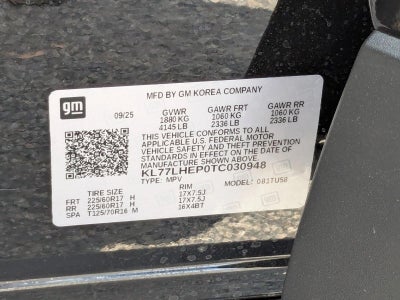 gm
MFD BY GM KOREA COMPANY
09/25 GVWR GAWR FRT GAWR RR
1880 KG 1060 KG 1060 KG
4145 LB 2336 LB 2336 LB
THIS VEHICLE CONFORMS TO ALL
APPLICABLE U.S. FEDERAL MOTOR
VEHICLE SAFETY AND THEFT PREVENTION
STANDARDS IN EFFECT ON THE DATE OF
MANUFACTURE SHOWN ABOVE
KL77LHEP0TC030948
TYPE: MPV MODEL: 0B1TU58
TIRE SIZE RIM
FRT 225/60R17 H 17X7.5J
RR 225/60R17 H 17X7.5J
SPA T125/70R16 M 16X4BT